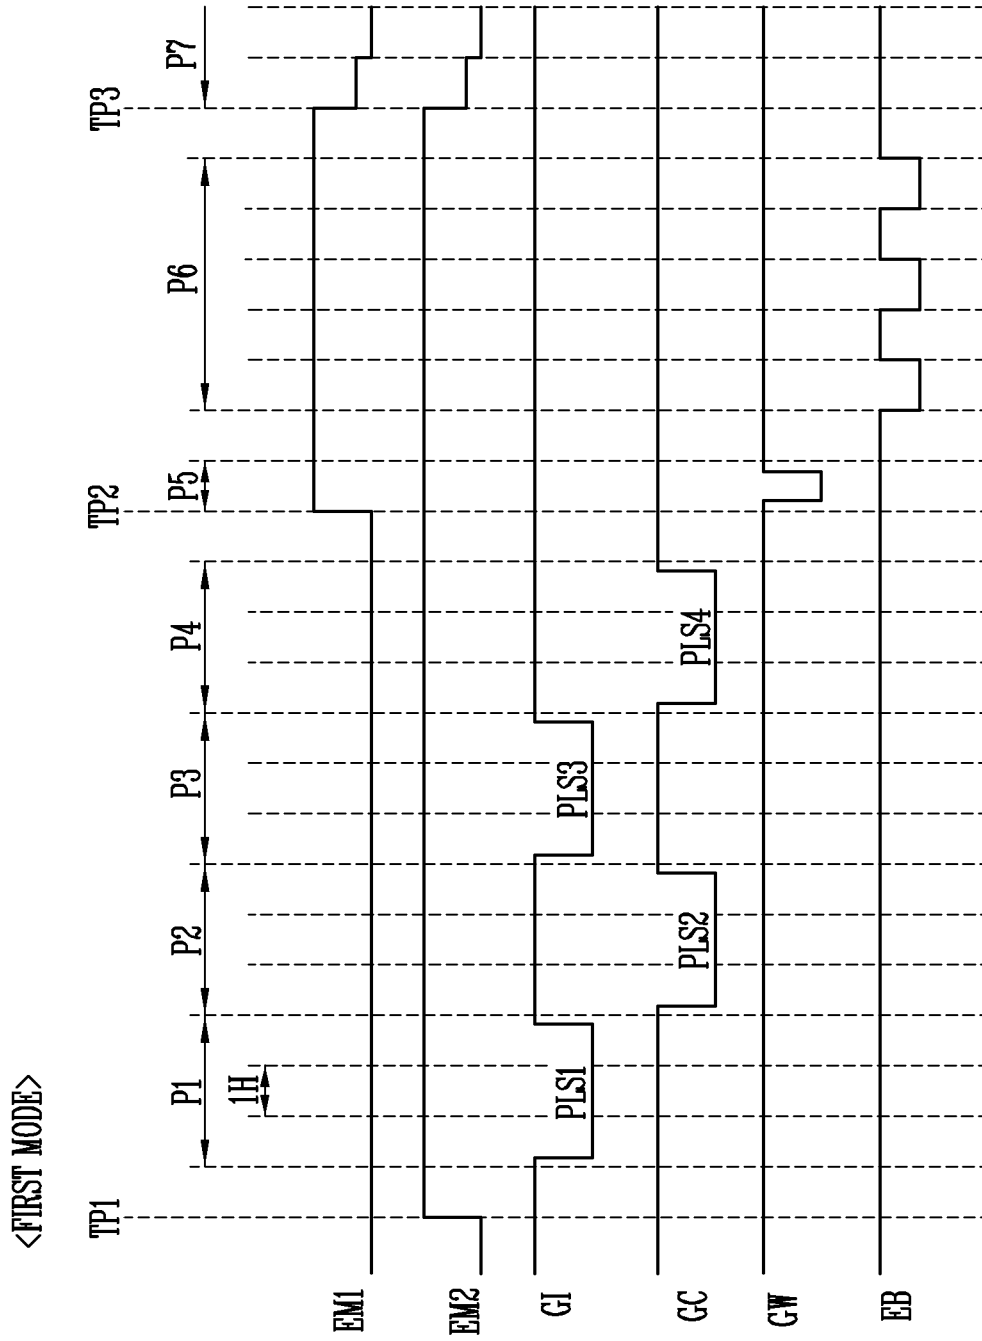 <FIRST MODE>
TP1 TP2 TP3
P1 P2 P3 P4 P5 P6 P7
1H
EM1
EM2
GI PLS1 PLS3
GC PLS2 PLS4
GW
EB